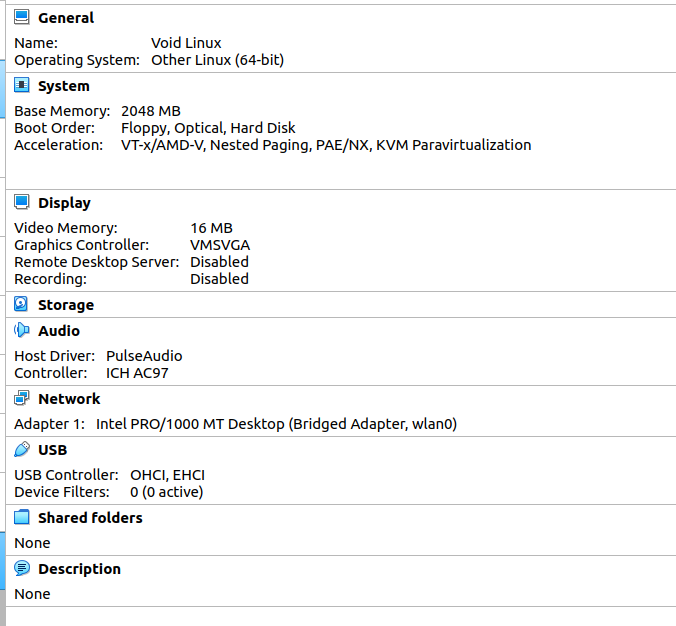 General
Name: Void Linux
Operating System: Other Linux (64-bit)
System
Base Memory: 2048 MB
Boot Order: Floppy, Optical, Hard Disk
Acceleration: VT-x/AMD-V, Nested Paging, PAE/NX, KVM Paravirtualization
Display
Video Memory: 16 MB
Graphics Controller: VMSVGA
Remote Desktop Server: Disabled
Recording: Disabled
Storage
Audio
Host Driver: PulseAudio
Controller: ICH AC97
Network
Adapter 1: Intel PRO/1000 MT Desktop (Bridged Adapter, wlan0)
USB
USB Controller: OHCI, EHCI
Device Filters: 0 (0 active)
Shared folders
None
Description
None